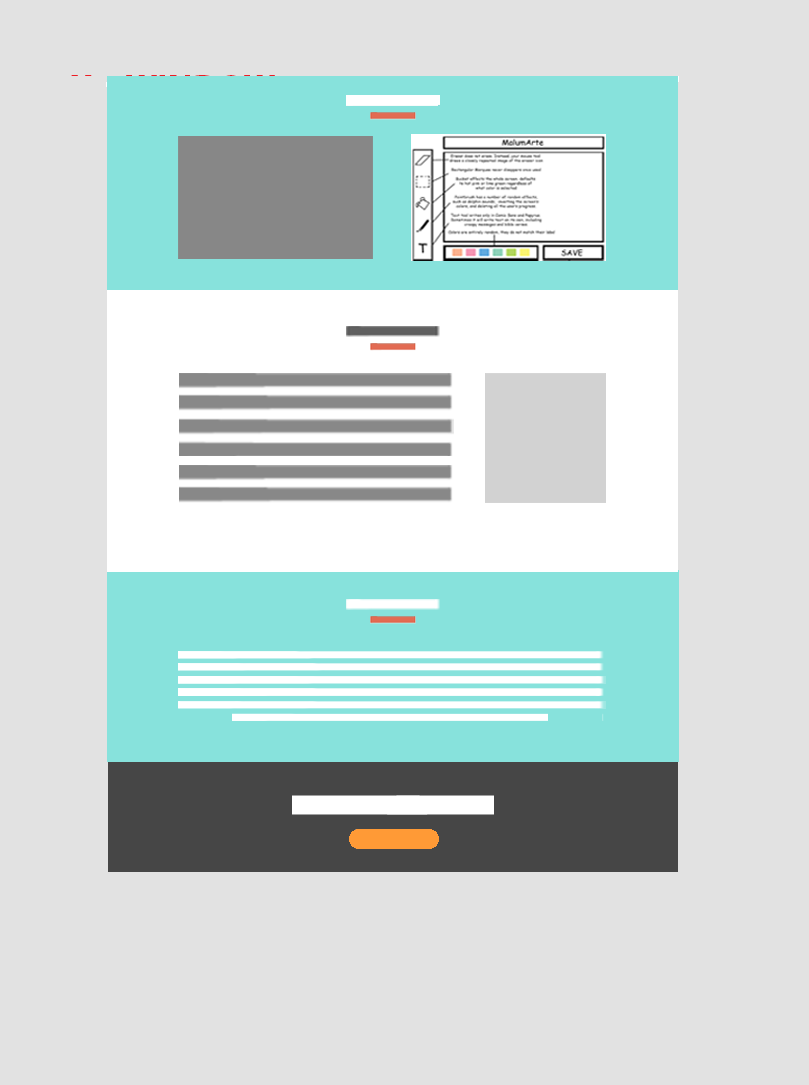 MalumArte
Eraser does not erase. Instead, your mouse tool
draws a closely repeated image of the eraser icon
Rectangular Marquee never disappears once used
Bucket affects the whole screen, defaults
to hot pink or lime green regardless of
what color is selected
Paintbrush has a number of random effects,
such as dolphin sounds, inverting the screen's
colors, and deleting all the user's progress
Text tool writes only in Comic Sans and Papyrus.
Sometimes it will write text on its own, including
creepy messages and bible verses
Colors are entirely random, they do not match their label
T
SAVE